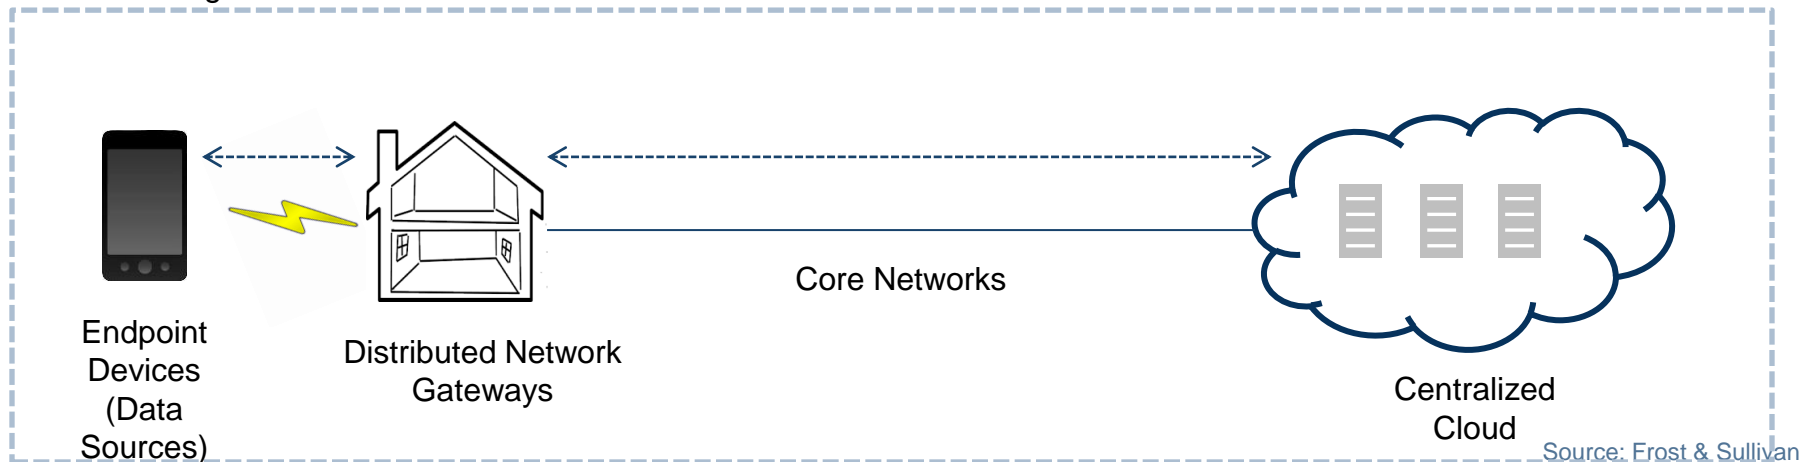 Endpoint
Devices
(Data
Sources)
Distributed Network
Gateways
Core Networks
Centralized
Cloud
Source: Frost & Sullivan